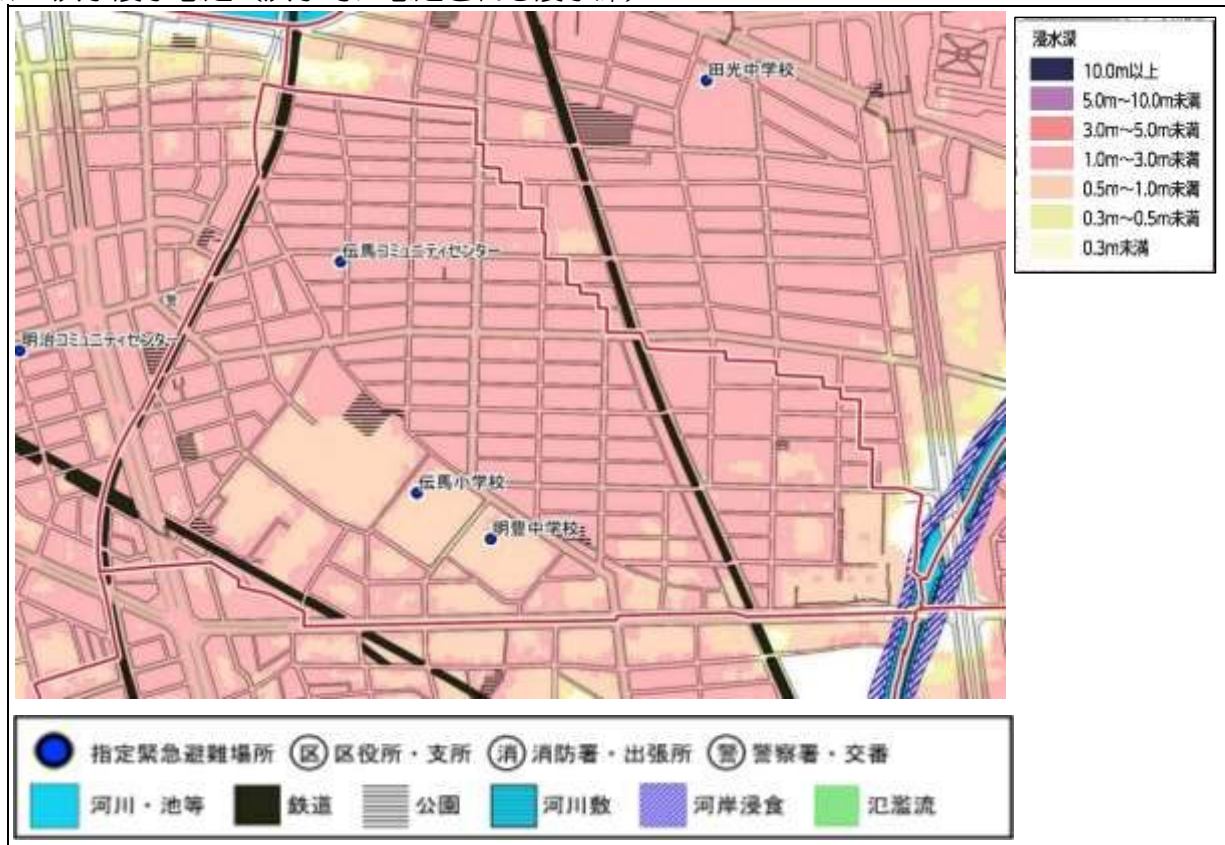 田光中学校
伝馬コミュニティセンター
明治コミュニティセンター
伝馬小学校
明豊中学校
警
浸水深
10.0m以上
5.0m～10.0m未満
3.0m～5.0m未満
1.0m～3.0m未満
0.5m～1.0m未満
0.3m～0.5m未満
0.3m未満
指定緊急避難場所 区 区役所・支所 消 消防署・出張所 警 警察署・交番
河川・池等 鉄道 公園 河川敷 河岸浸食 氾濫流